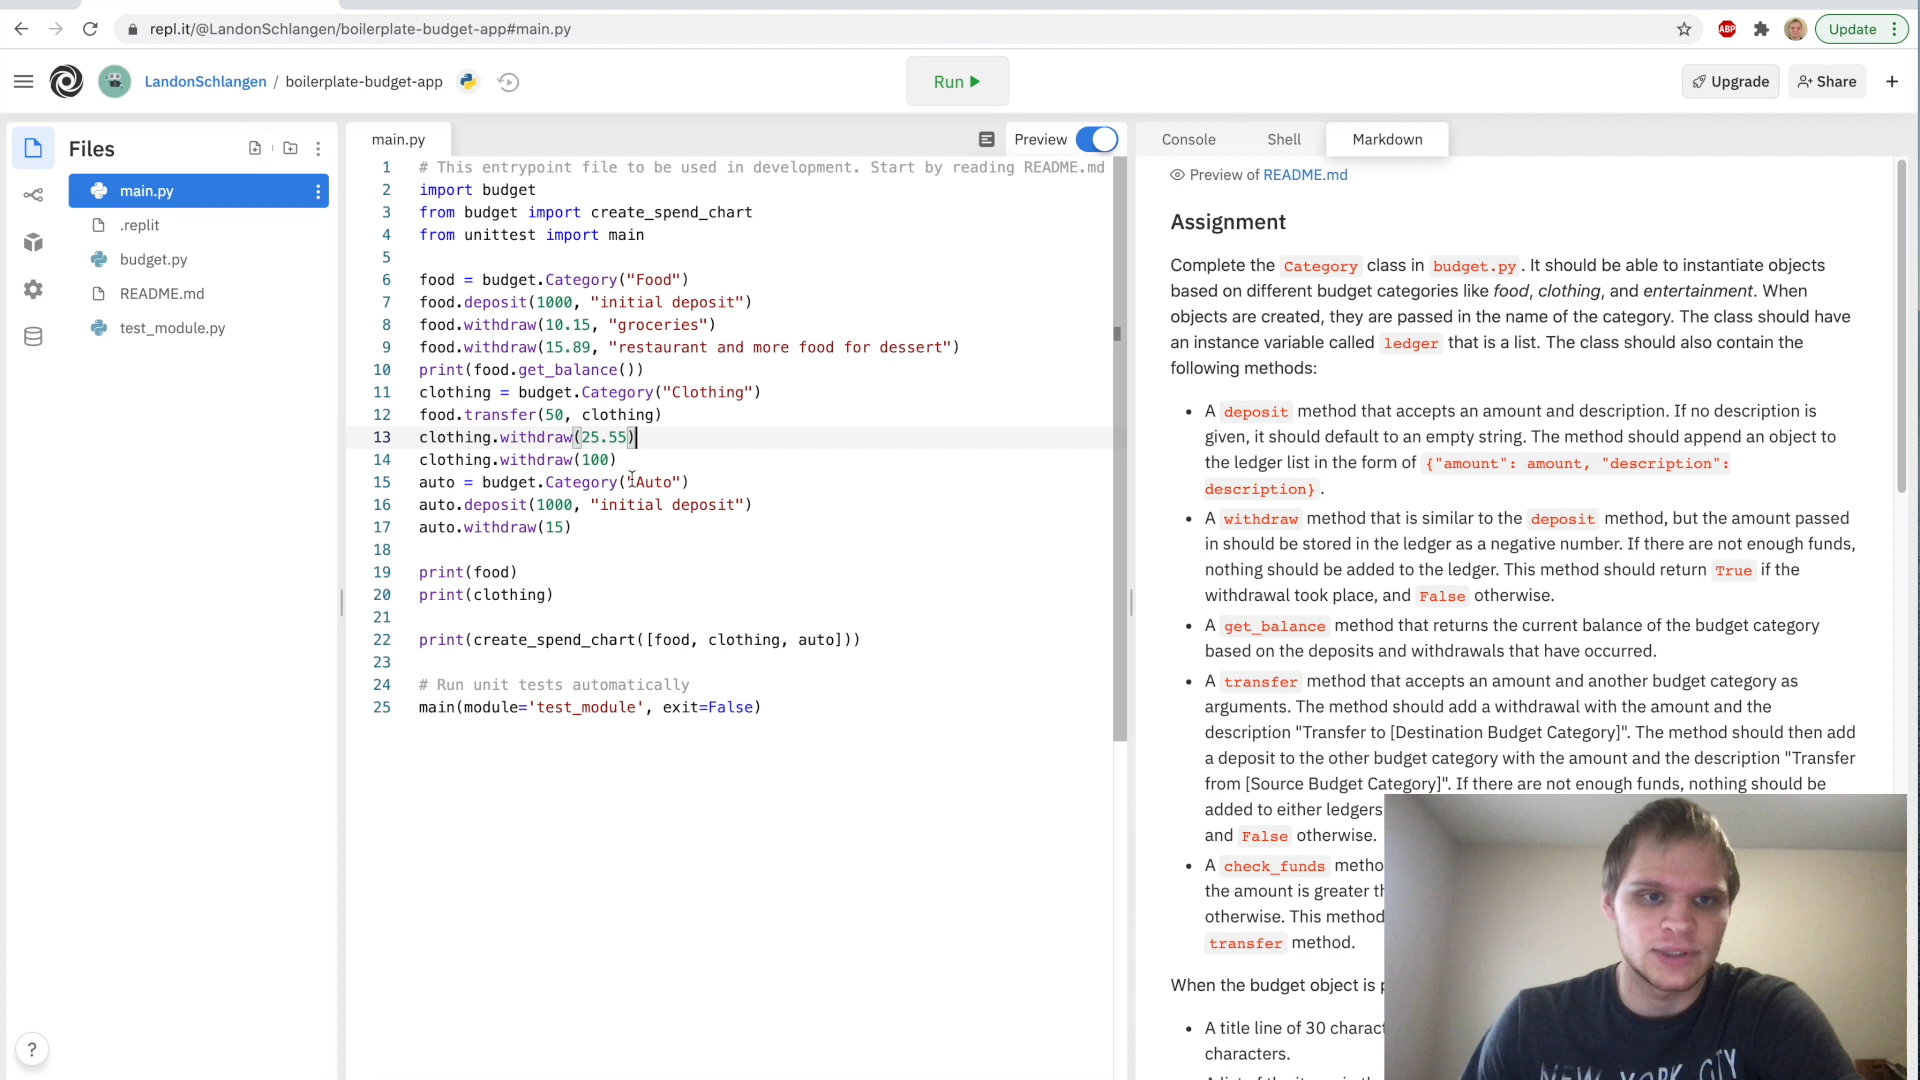 repl.it/@LandonSchlangen/boilerplate-budget-app#main.py
ABP
Update
LandonSchlangen / boilerplate-budget-app
Run
Upgrade
Share
Files
main.py
.replit
budget.py
README.md
test_module.py
main.py
Preview
1 # This entrypoint file to be used in development. Start by reading README.md
2 import budget
3 from budget import create_spend_chart
4 from unittest import main
5
6 food = budget.Category("Food")
7 food.deposit(1000, "initial deposit")
8 food.withdraw(10.15, "groceries")
9 food.withdraw(15.89, "restaurant and more food for dessert")
10 print(food.get_balance())
11 clothing = budget.Category("Clothing")
12 food.transfer(50, clothing)
13 clothing.withdraw(25.55)
14 clothing.withdraw(100)
15 auto = budget.Category("Auto")
16 auto.deposit(1000, "initial deposit")
17 auto.withdraw(15)
18
19 print(food)
20 print(clothing)
21
22 print(create_spend_chart([food, clothing, auto]))
23
24 # Run unit tests automatically
25 main(module='test_module', exit=False)
Console Shell Markdown
Preview of README.md
Assignment
Complete the Category class in budget.py. It should be able to instantiate objects
based on different budget categories like food, clothing, and entertainment. When
objects are created, they are passed in the name of the category. The class should have
an instance variable called ledger that is a list. The class should also contain the
following methods:
• A deposit method that accepts an amount and description. If no description is
given, it should default to an empty string. The method should append an object to
the ledger list in the form of {"amount": amount, "description":
description}.
• A withdraw method that is similar to the deposit method, but the amount passed
in should be stored in the ledger as a negative number. If there are not enough funds,
nothing should be added to the ledger. This method should return True if the
withdrawal took place, and False otherwise.
• A get_balance method that returns the current balance of the budget category
based on the deposits and withdrawals that have occurred.
• A transfer method that accepts an amount and another budget category as
arguments. The method should add a withdrawal with the amount and the
description "Transfer to [Destination Budget Category]". The method should then add
a deposit to the other budget category with the amount and the description "Transfer
from [Source Budget Category]". If there are not enough funds, nothing should be
added to either ledgers
and False otherwise.
• A check_funds metho
the amount is greater th
otherwise. This method
transfer method.
When the budget object is p
• A title line of 30 charact
characters.
?
NEW YORK CITY